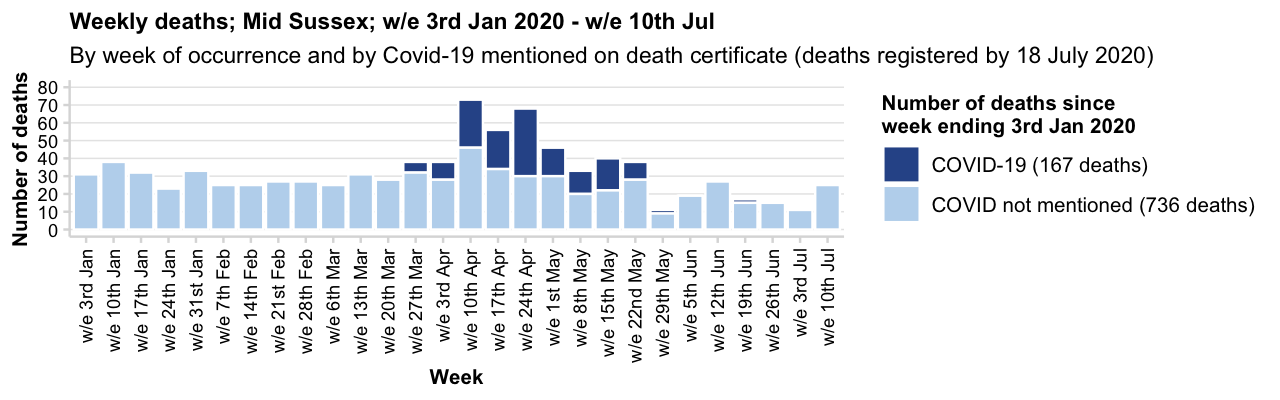 Weekly deaths; Mid Sussex; w/e 3rd Jan 2020 - w/e 10th Jul
By week of occurrence and by Covid-19 mentioned on death certificate (deaths registered by 18 July 2020)
Number of deaths
80
70
60
50
40
30
20
10
0
w/e 3rd Jan
w/e 10th Jan
w/e 17th Jan
w/e 24th Jan
w/e 31st Jan
w/e 7th Feb
w/e 14th Feb
w/e 21st Feb
w/e 28th Feb
w/e 6th Mar
w/e 13th Mar
w/e 20th Mar
w/e 27th Mar
w/e 3rd Apr
w/e 10th Apr
w/e 17th Apr
w/e 24th Apr
w/e 1st May
w/e 8th May
w/e 15th May
w/e 22nd May
w/e 29th May
w/e 5th Jun
w/e 12th Jun
w/e 19th Jun
w/e 26th Jun
w/e 3rd Jul
w/e 10th Jul
Week
Number of deaths since
week ending 3rd Jan 2020
COVID-19 (167 deaths)
COVID not mentioned (736 deaths)